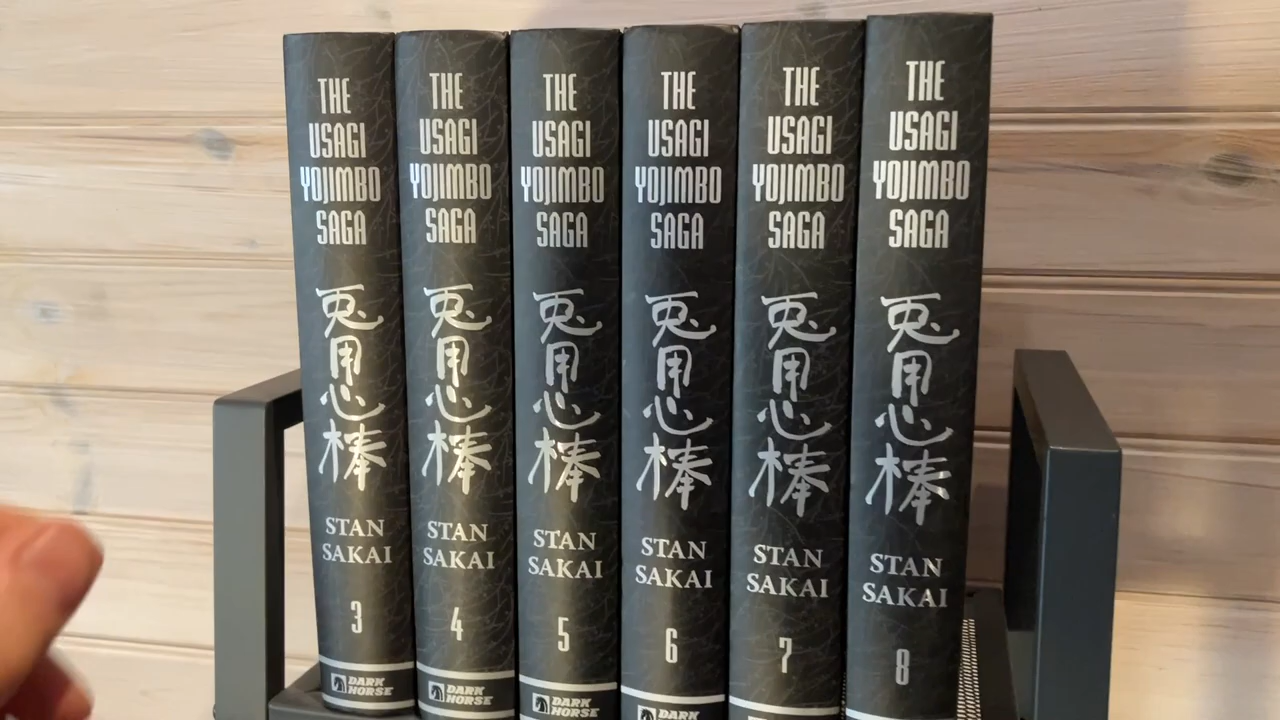 THE
USAGI
YOJIMBO
SAGA
兎
用
心
棒
STAN
SAKAI
3
DARK
HORSE
THE
USAGI
YOJIMBO
SAGA
兎
用
心
棒
STAN
SAKAI
4
DARK
HORSE
THE
USAGI
YOJIMBO
SAGA
兎
用
心
棒
STAN
SAKAI
5
DARK
HORSE
THE
USAGI
YOJIMBO
SAGA
兎
用
心
棒
STAN
SAKAI
6
DARK
THE
USAGI
YOJIMBO
SAGA
兎
用
心
棒
STAN
SAKAI
7
THE
USAGI
YOJIMBO
SAGA
兎
用
心
棒
STAN
SAKAI
8